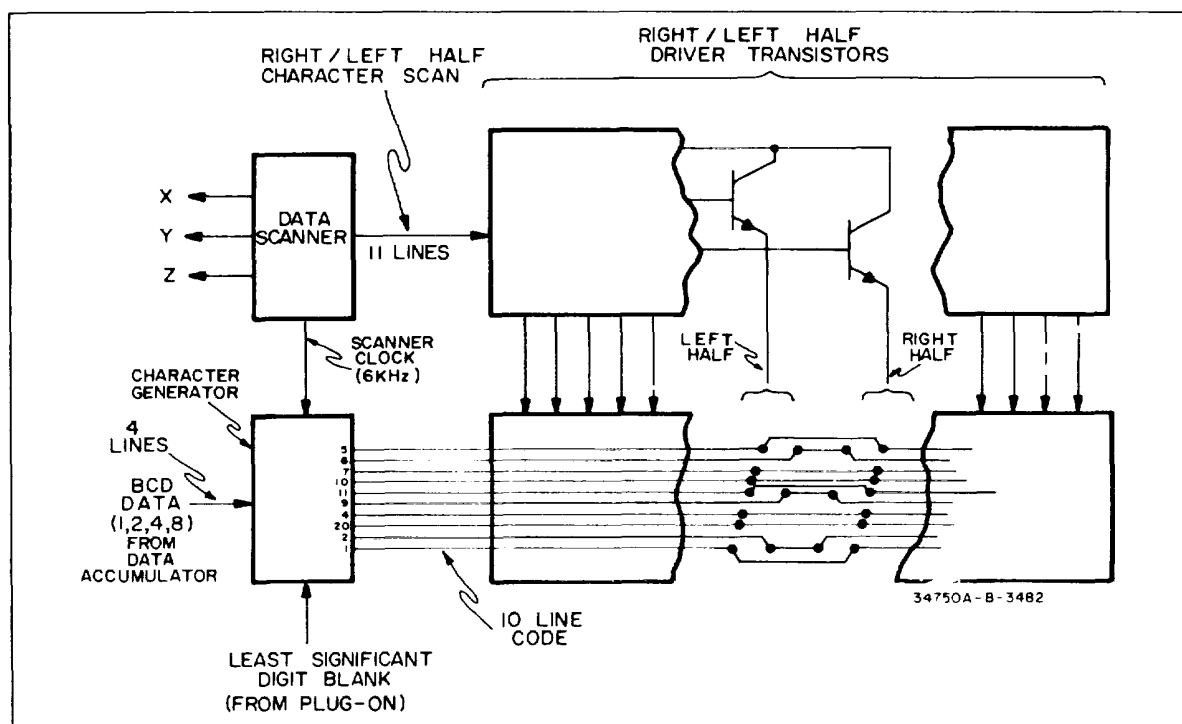 RIGHT / LEFT HALF
CHARACTER SCAN
RIGHT / LEFT HALF
DRIVER TRANSISTORS
X
Y
Z
DATA
SCANNER
11 LINES
SCANNER
CLOCK
(6KHz)
LEFT
HALF
RIGHT
HALF
CHARACTER
GENERATOR
4
LINES
BCD
DATA
(1,2,4,8)
FROM
DATA
ACCUMULATOR
5
6
7
10
11
9
4
20
2
1
10 LINE
CODE
34750A-B-3482
LEAST SIGNIFICANT
DIGIT BLANK
(FROM PLUG-ON)